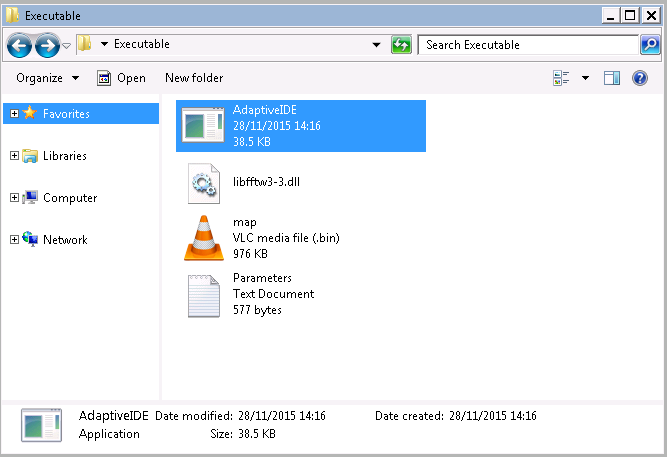 Executable
Executable
Search Executable
Organize
Open
New folder
Favorites
Libraries
Computer
Network
AdaptiveIDE
28/11/2015 14:16
38.5 KB
libfftw3-3.dll
map
VLC media file (.bin)
976 KB
Parameters
Text Document
577 bytes
AdaptiveIDE Date modified: 28/11/2015 14:16 Date created: 28/11/2015 14:16
Application Size: 38.5 KB